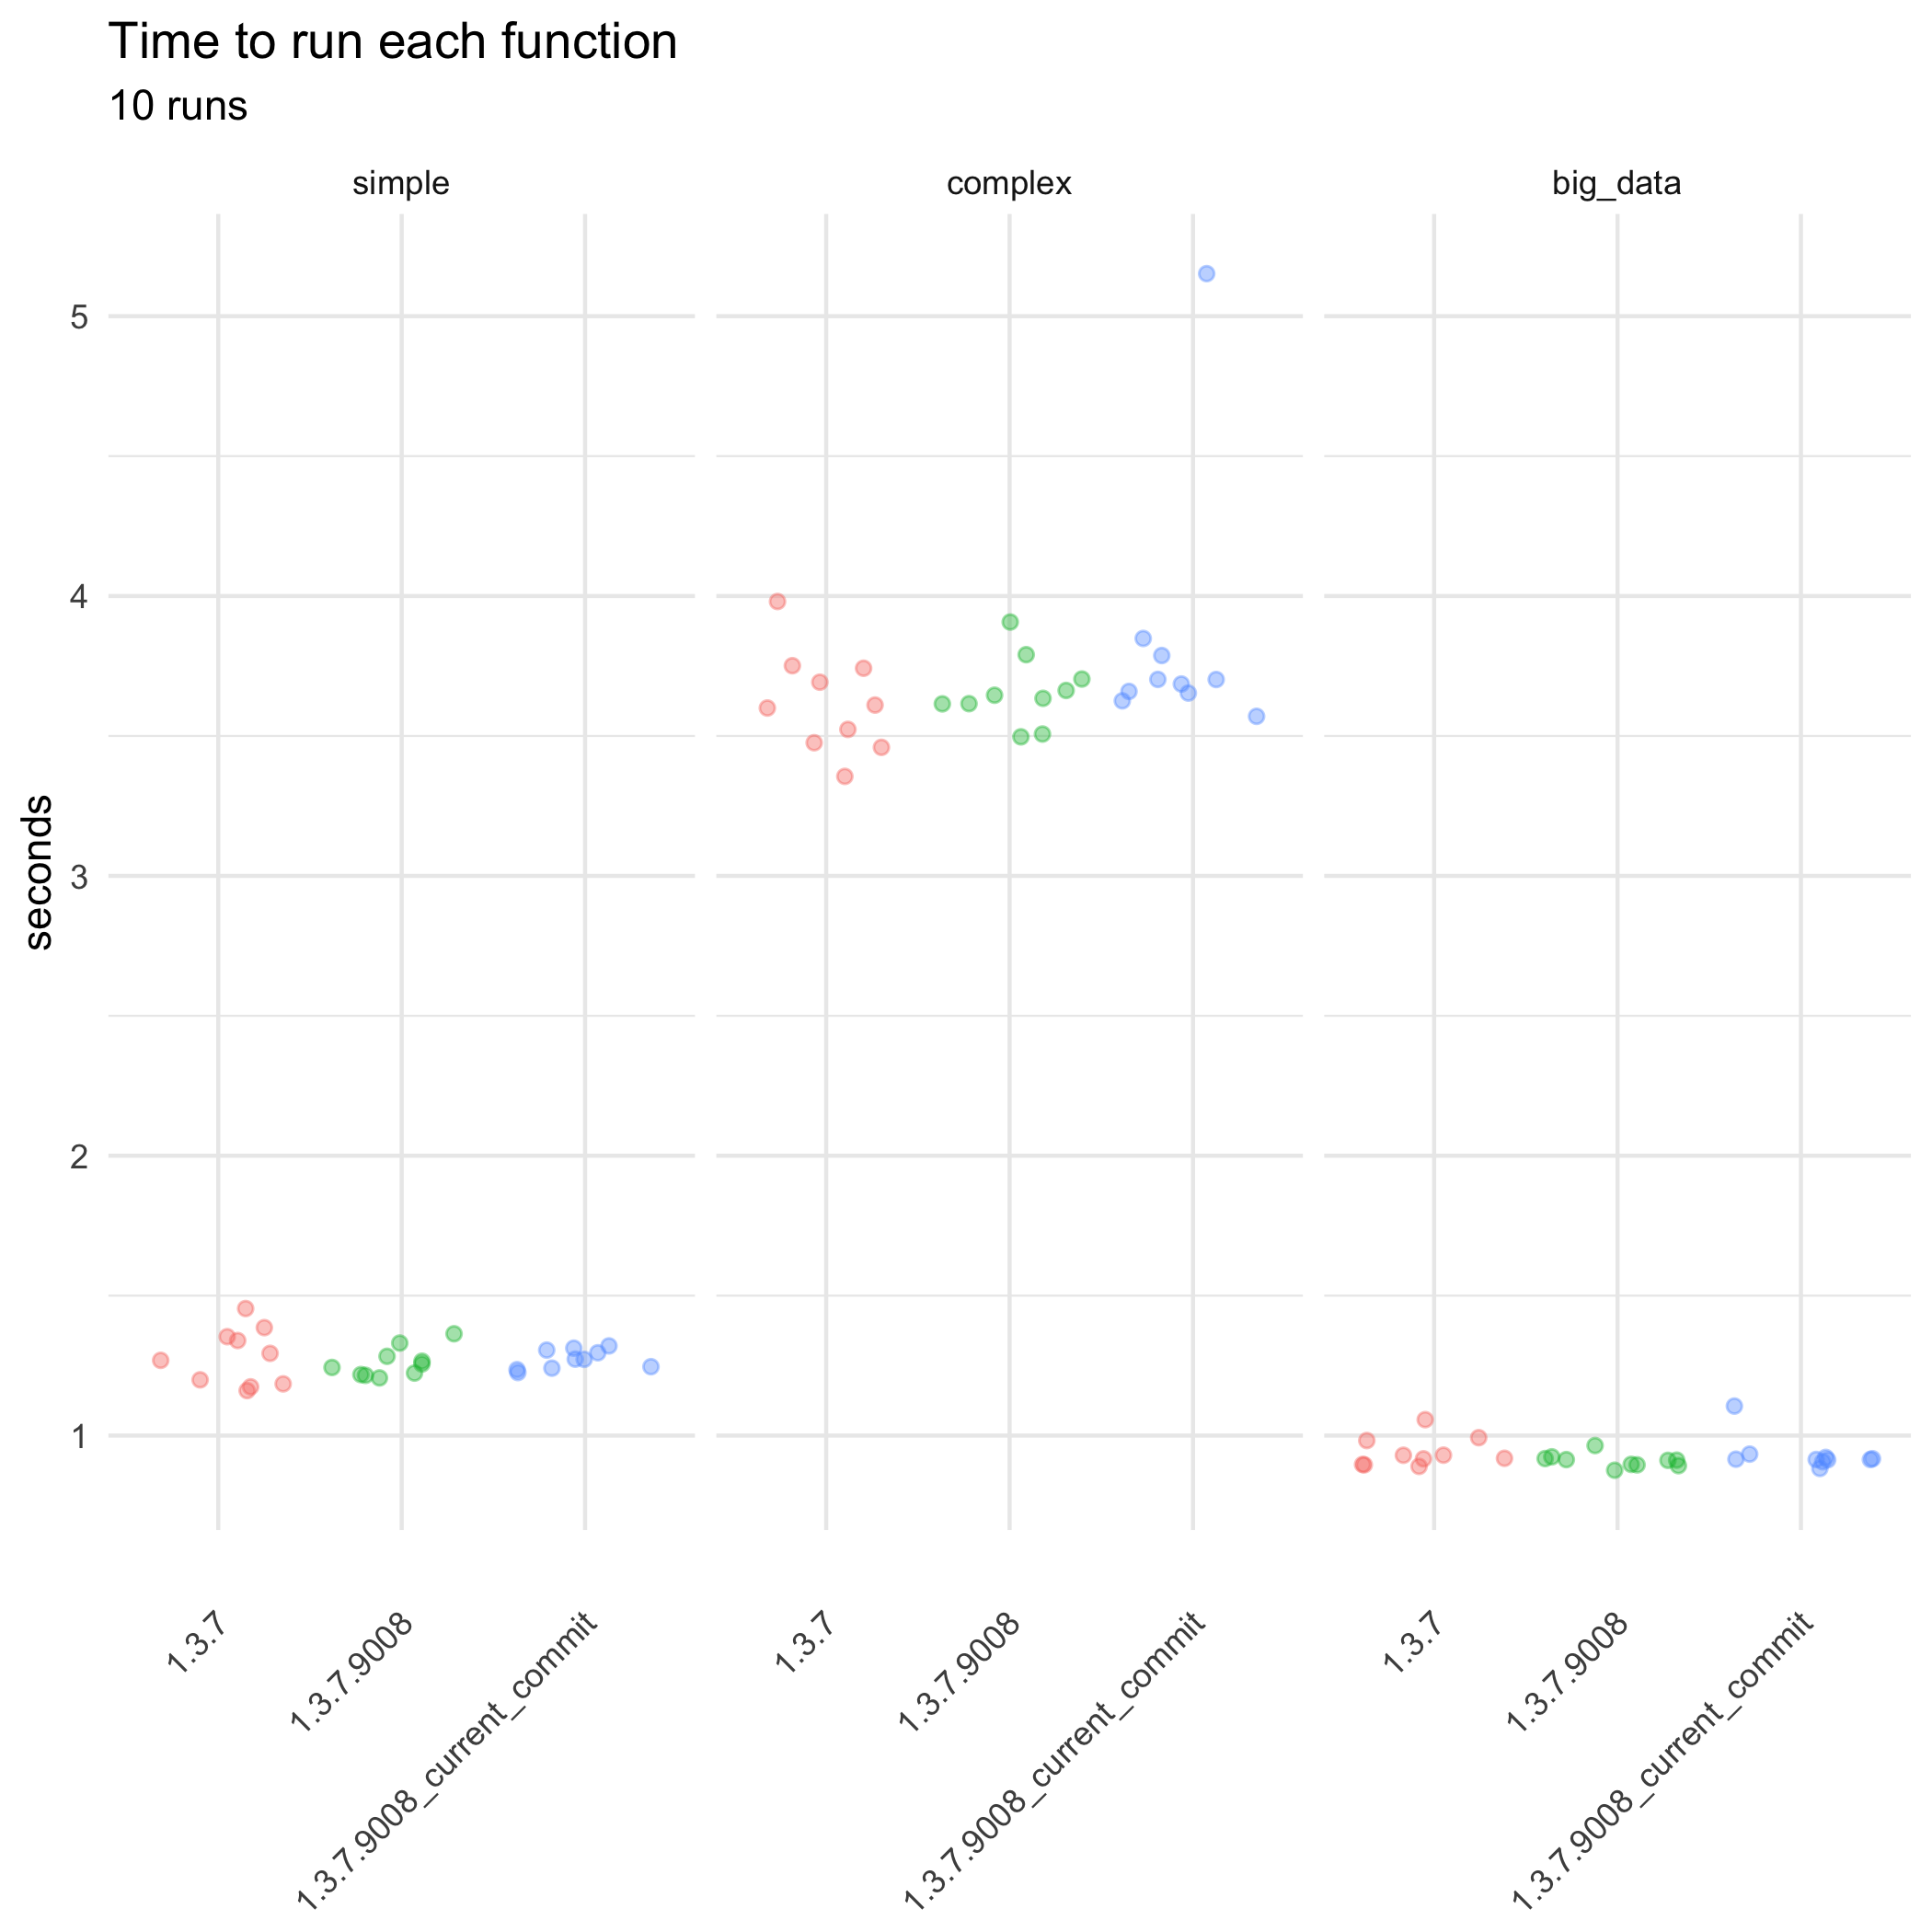 Time to run each function
10 runs
simple complex big_data
5
4
3
2
1
seconds
1.3.7 1.3.7.9008 1.3.7.9008_current_commit 1.3.7 1.3.7.9008 1.3.7.9008_current_commit 1.3.7 1.3.7.9008 1.3.7.9008_current_commit